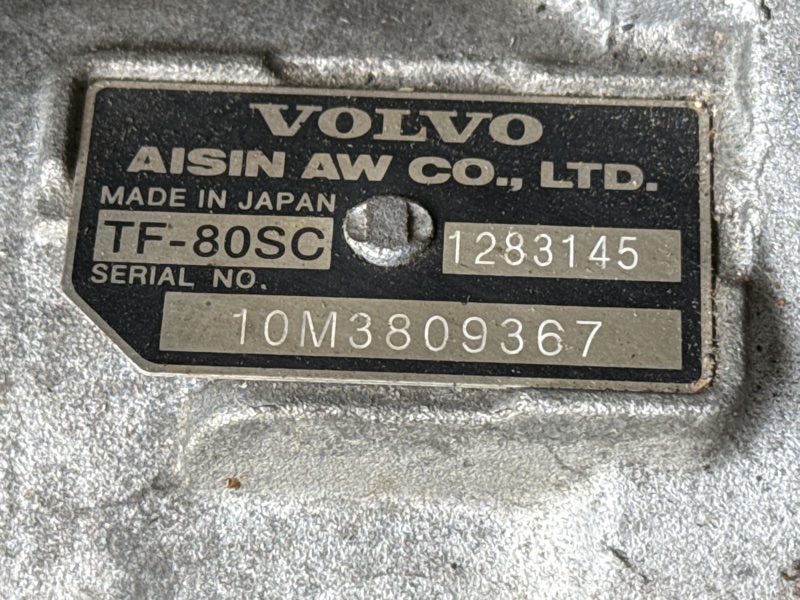 VOLVO
AISIN AW CO., LTD.
MADE IN JAPAN
TF-80SC 1283145
SERIAL NO.
10M3809367